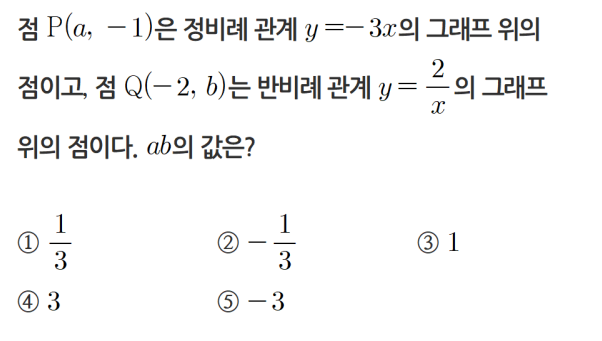 점 P(a, −1)은 정비례 관계 y=−3x의 그래프 위의
점이고, 점 Q(−2, b)는 반비례 관계 y=2/x의 그래프
위의 점이다. ab의 값은?
① 1/3 ② −1/3 ③ 1
④ 3 ⑤ −3